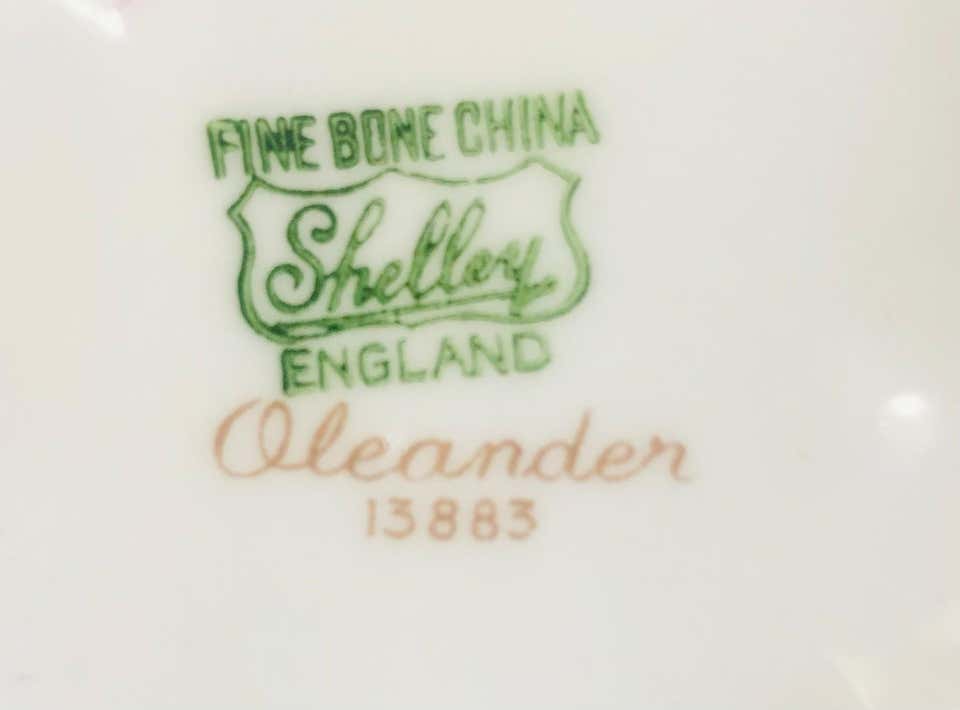 FINE BONE CHINA
Shelley
ENGLAND
Oleander
13883